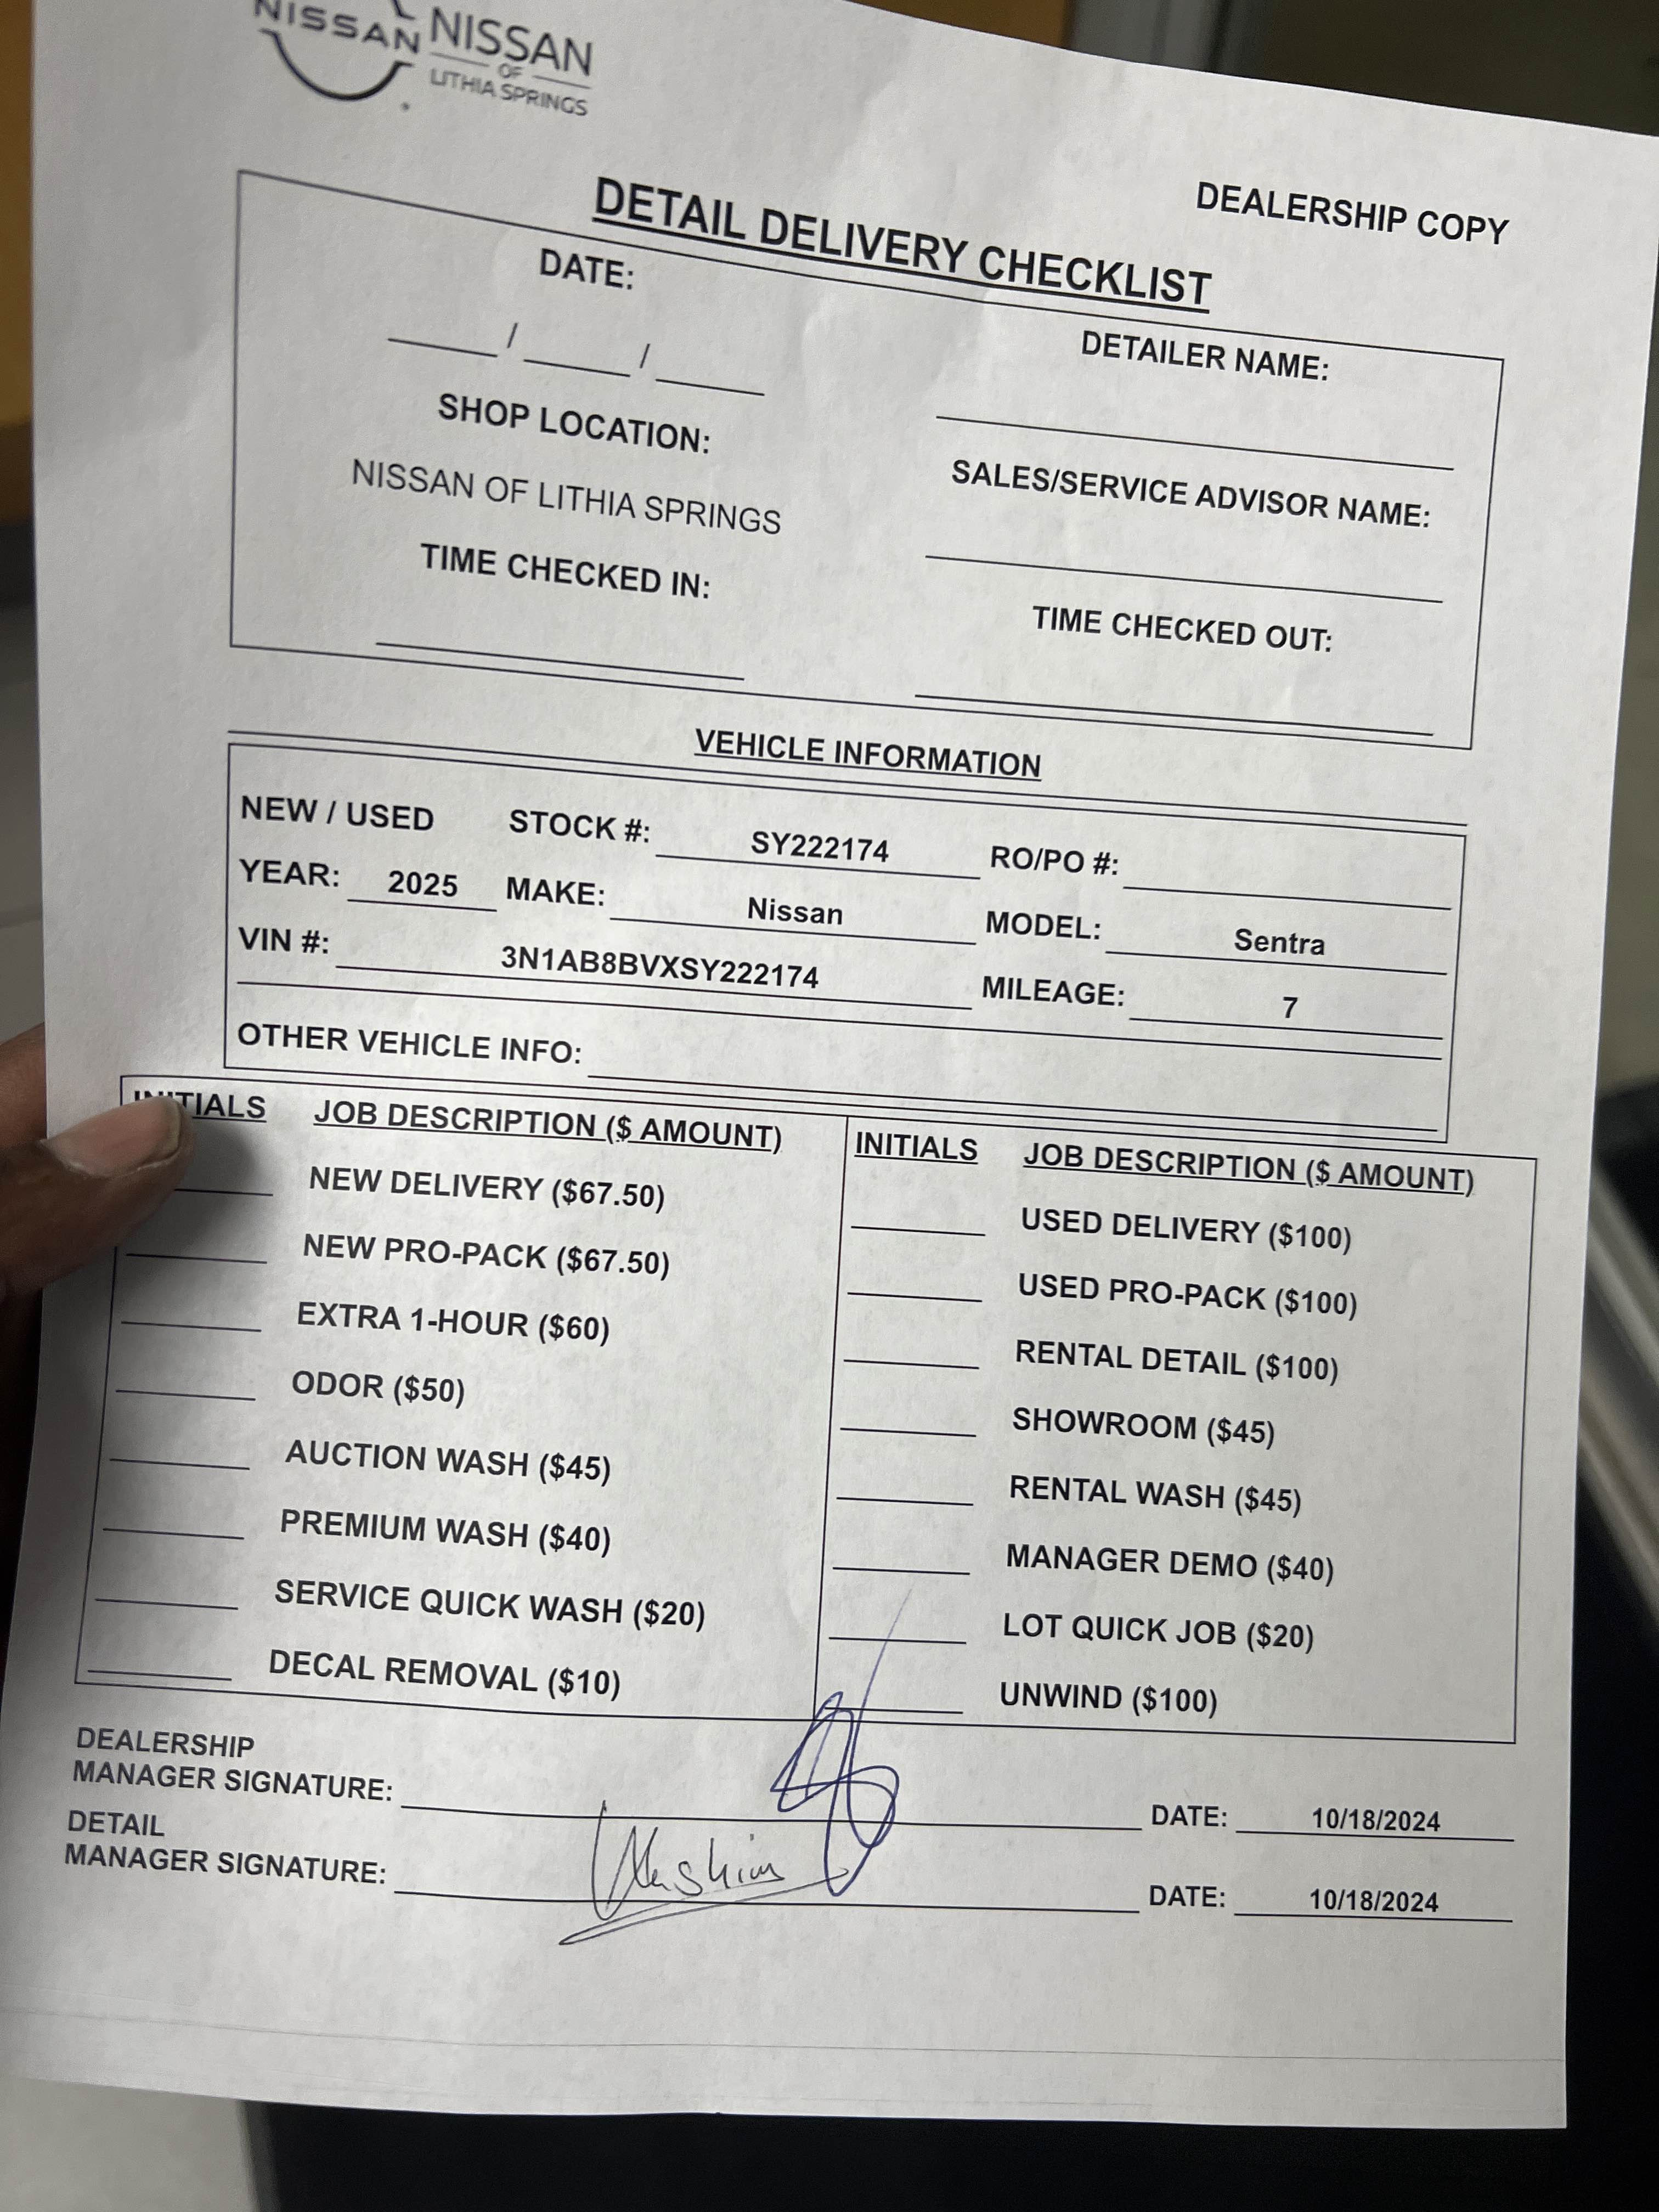 NISSAN
NISSAN
OF
LITHIA SPRINGS
DEALERSHIP COPY
DETAIL DELIVERY CHECKLIST
DATE:
____ / ____ / ____
DETAILER NAME:
SHOP LOCATION:
NISSAN OF LITHIA SPRINGS
SALES/SERVICE ADVISOR NAME:
TIME CHECKED IN:
TIME CHECKED OUT:
VEHICLE INFORMATION
NEW / USED STOCK #: SY222174 RO/PO #:
YEAR: 2025 MAKE: Nissan MODEL: Sentra
VIN #: 3N1AB8BVXSY222174 MILEAGE: 7
OTHER VEHICLE INFO:
INITIALS JOB DESCRIPTION ($ AMOUNT)
NEW DELIVERY ($67.50)
NEW PRO-PACK ($67.50)
EXTRA 1-HOUR ($60)
ODOR ($50)
AUCTION WASH ($45)
PREMIUM WASH ($40)
SERVICE QUICK WASH ($20)
DECAL REMOVAL ($10)
INITIALS JOB DESCRIPTION ($ AMOUNT)
USED DELIVERY ($100)
USED PRO-PACK ($100)
RENTAL DETAIL ($100)
SHOWROOM ($45)
RENTAL WASH ($45)
MANAGER DEMO ($40)
LOT QUICK JOB ($20)
UNWIND ($100)
DEALERSHIP
MANAGER SIGNATURE: DATE: 10/18/2024
DETAIL
MANAGER SIGNATURE: DATE: 10/18/2024